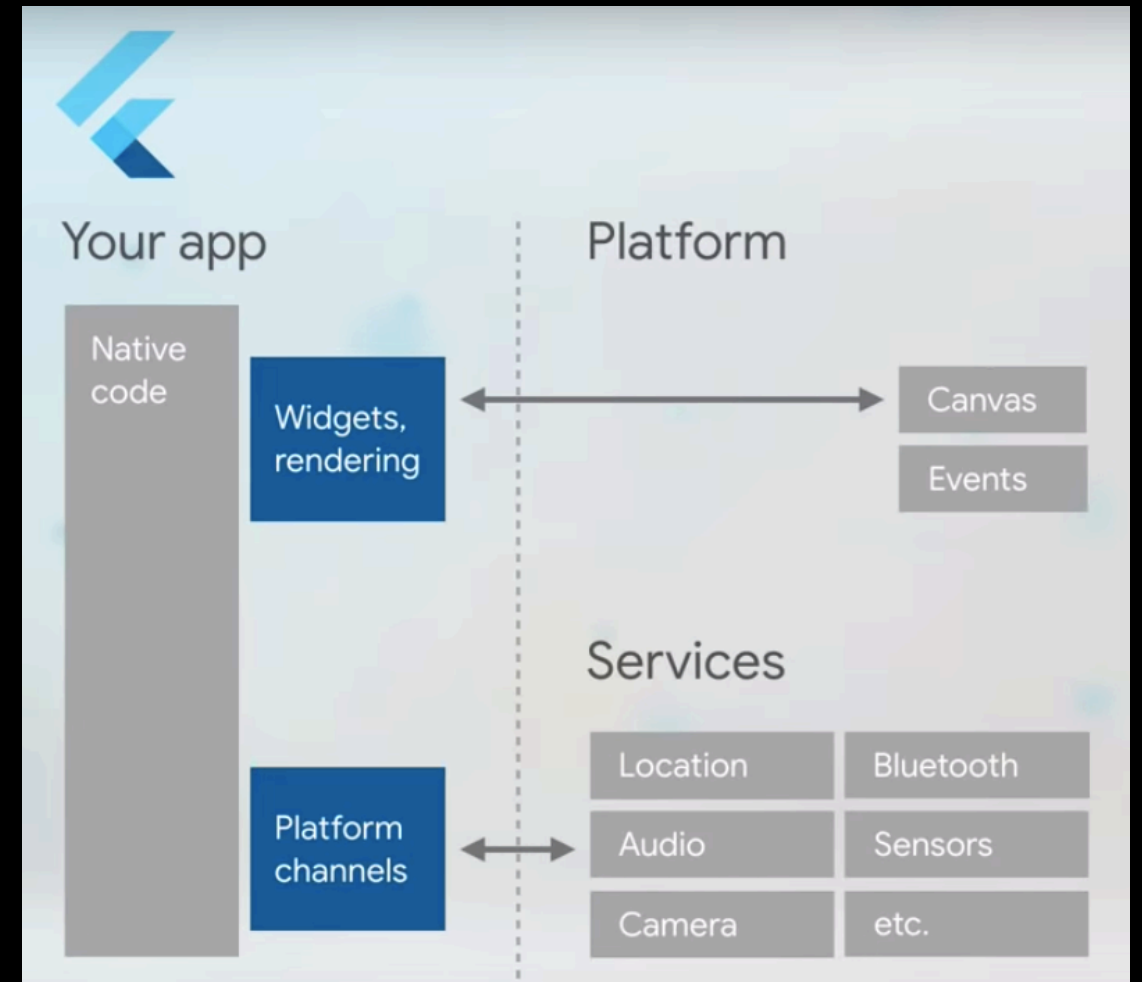 Your app
Platform
Native
code
Widgets,
rendering
Canvas
Events
Services
Location
Bluetooth
Platform
channels
Audio
Sensors
Camera
etc.